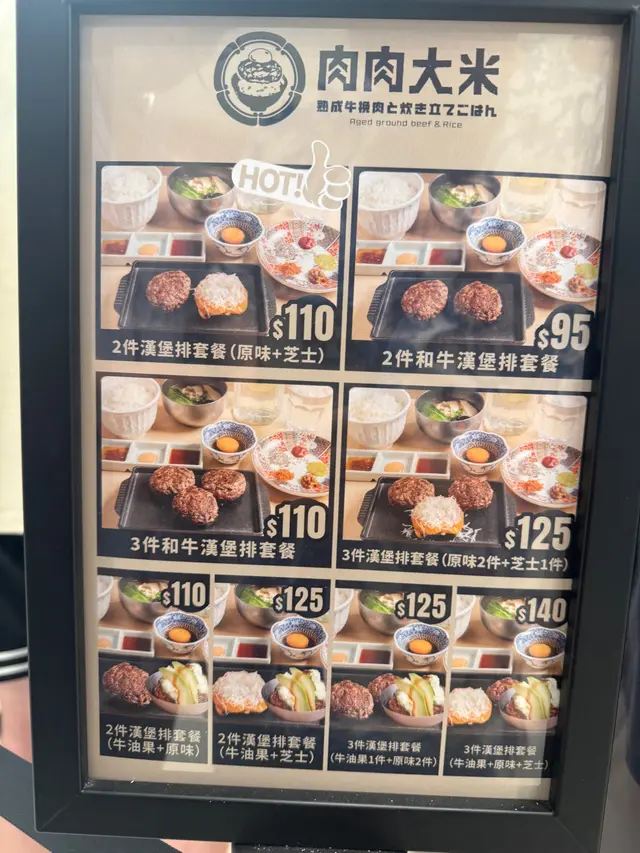 肉肉大米
熟成牛挽肉と炊き立てごはん
Aged ground beef & Rice
HOT!
$110
2件漢堡排套餐(原味+芝士)
$95
2件和牛漢堡排套餐
$110
3件和牛漢堡排套餐
$125
3件漢堡排套餐(原味2件+芝士1件)
$110
2件漢堡排套餐
(牛油果+原味)
$125
2件漢堡排套餐
(牛油果+芝士)
$125
3件漢堡排套餐
(牛油果1件+原味2件)
$140
3件漢堡排套餐
(牛油果+原味+芝士)